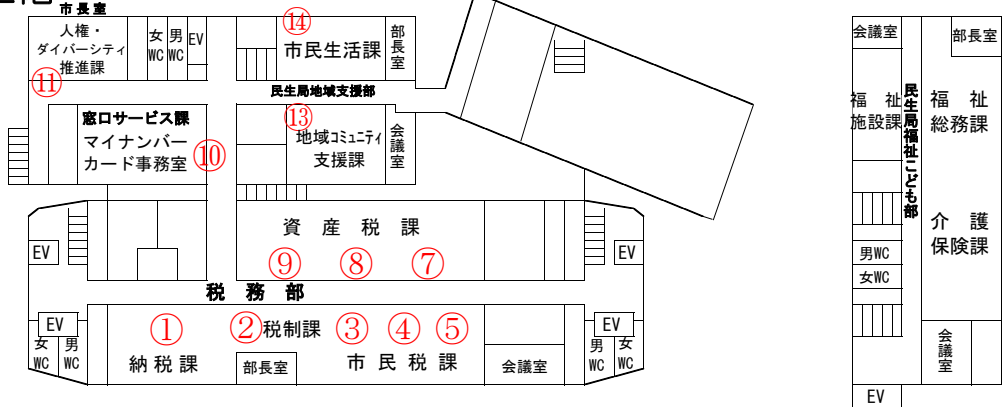 市長室
人権・
ダイバーシティ
推進課
⑪
女
WC
男
WC
EV
⑭
市民生活課
部長室
民生局地域支援部
窓口サービス課
マイナンバー
カード事務室
⑩
⑬
地域コミュニティ
支援課
会議室
資産税課
⑨ ⑧ ⑦
EV
EV
税務部
① ②税制課 ③ ④ ⑤
納税課
部長室
市民税課
会議室
EV
女
WC
男
WC
EV
男
WC
女
WC
会議室
部長室
福祉
施設課
民生局福祉こども部
福祉
総務課
介護
保険課
男WC
女WC
会議室
EV